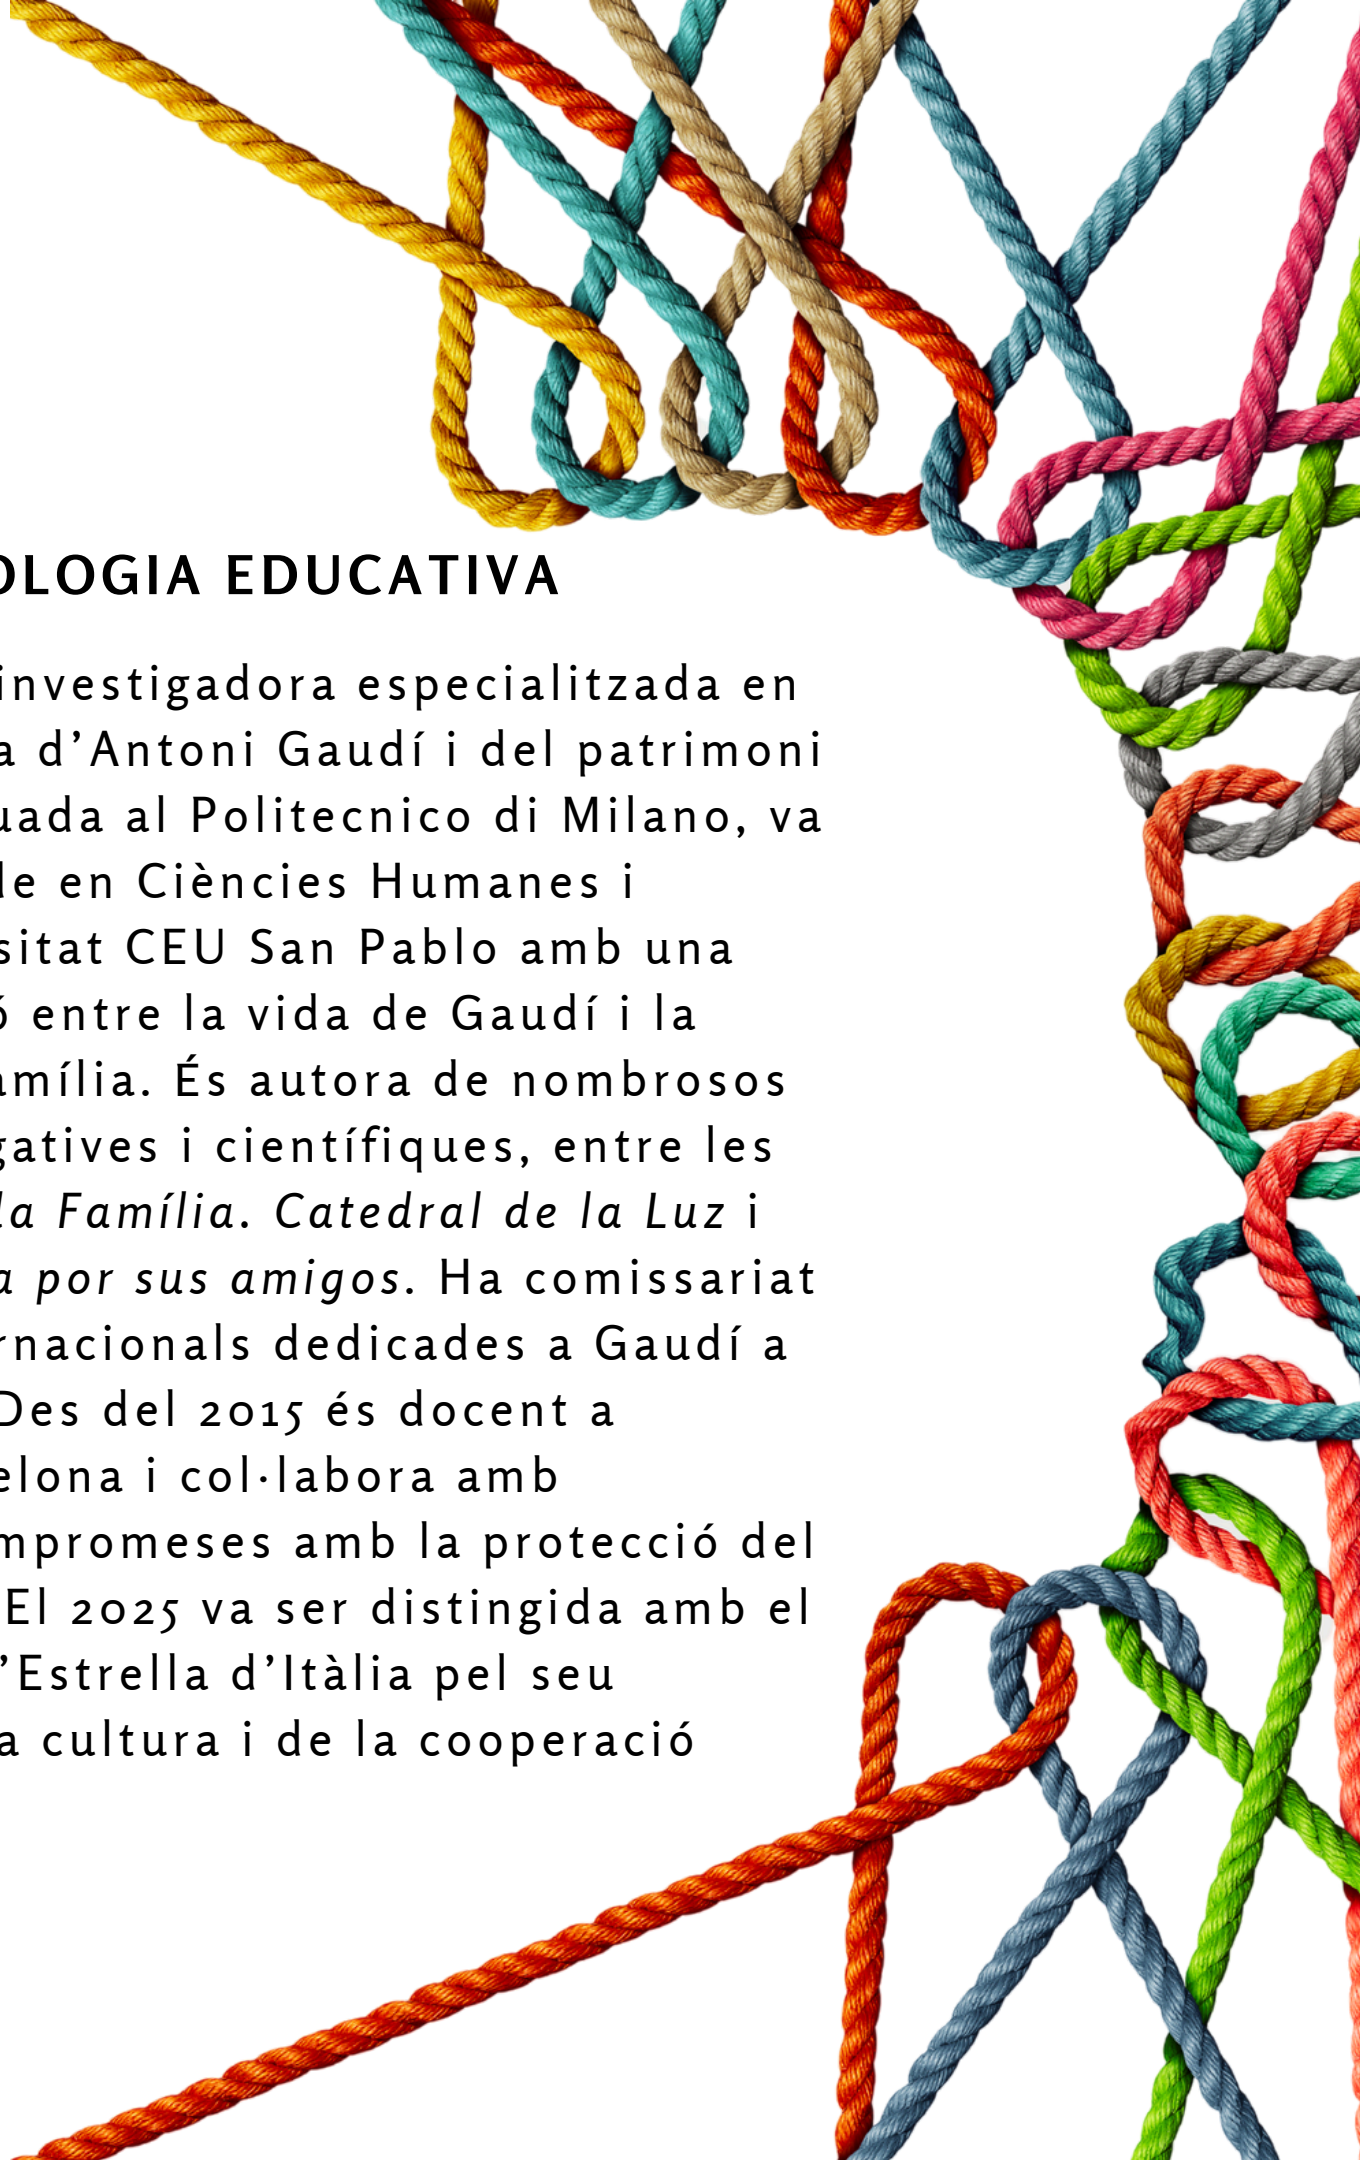 OLOGIA EDUCATIVA
investigadora especialitzada en
a d’Antoni Gaudí i del patrimoni
uada al Politecnico di Milano, va
de en Ciències Humanes i
sitat CEU San Pablo amb una
ó entre la vida de Gaudí i la
amília. És autora de nombrosos
gatives i científiques, entre les
la Família. Catedral de la Luz i
a por sus amigos. Ha comissariat
rnacionals dedicades a Gaudí a
Des del 2015 és docent a
elona i col·labora amb
mpromeses amb la protecció del
El 2025 va ser distingida amb el
’Estrella d’Itàlia pel seu
a cultura i de la cooperació